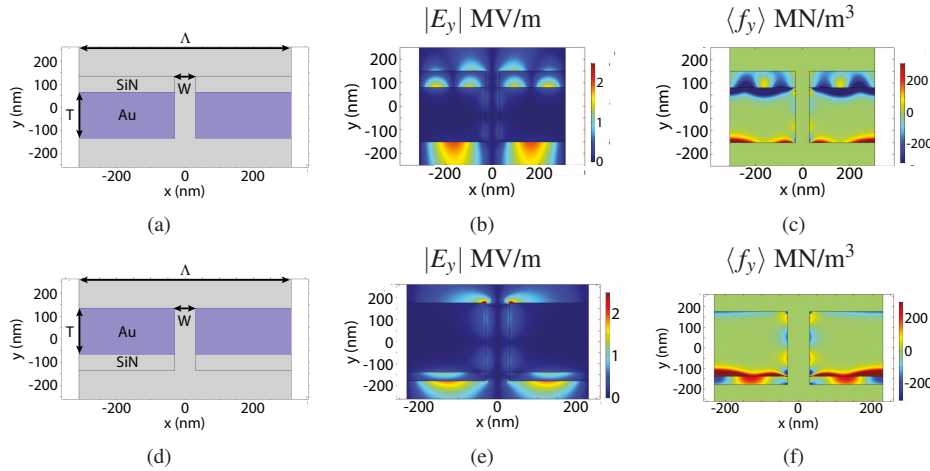 |E_y| MV/m
⟨f_y⟩ MN/m³
Λ
SiN
W
T
Au
y (nm)
200
100
0
-100
-200
-200 0 200
x (nm)
(a)
y (nm)
200
100
0
-100
-200
-200 0 200
x (nm)
2
1
0
(b)
y (nm)
200
100
0
-100
-200
-200 0 200
x (nm)
200
0
-200
(c)
|E_y| MV/m
⟨f_y⟩ MN/m³
Λ
W
T
Au
SiN
y (nm)
200
100
0
-100
-200
-200 0 200
x (nm)
(d)
y (nm)
200
100
0
-100
-200
-200 0 200
x (nm)
2
1
0
(e)
y (nm)
200
100
0
-100
-200
-200 0 200
x (nm)
200
0
-200
(f)